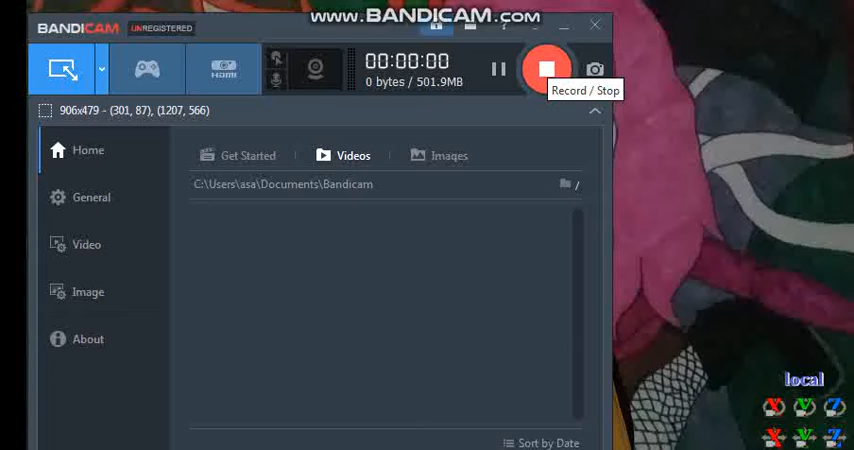 www.BANDICAM.com
BANDICAM UNREGISTERED
HDMI
00:00:00
0 bytes / 501.9MB
Record / Stop
906x479 - (301, 87), (1207, 566)
Home
Get Started
Videos
Images
C:\Users\asa\Documents\Bandicam
/
General
Video
Image
About
local
X Y Z
X Y Z
Sort by Date